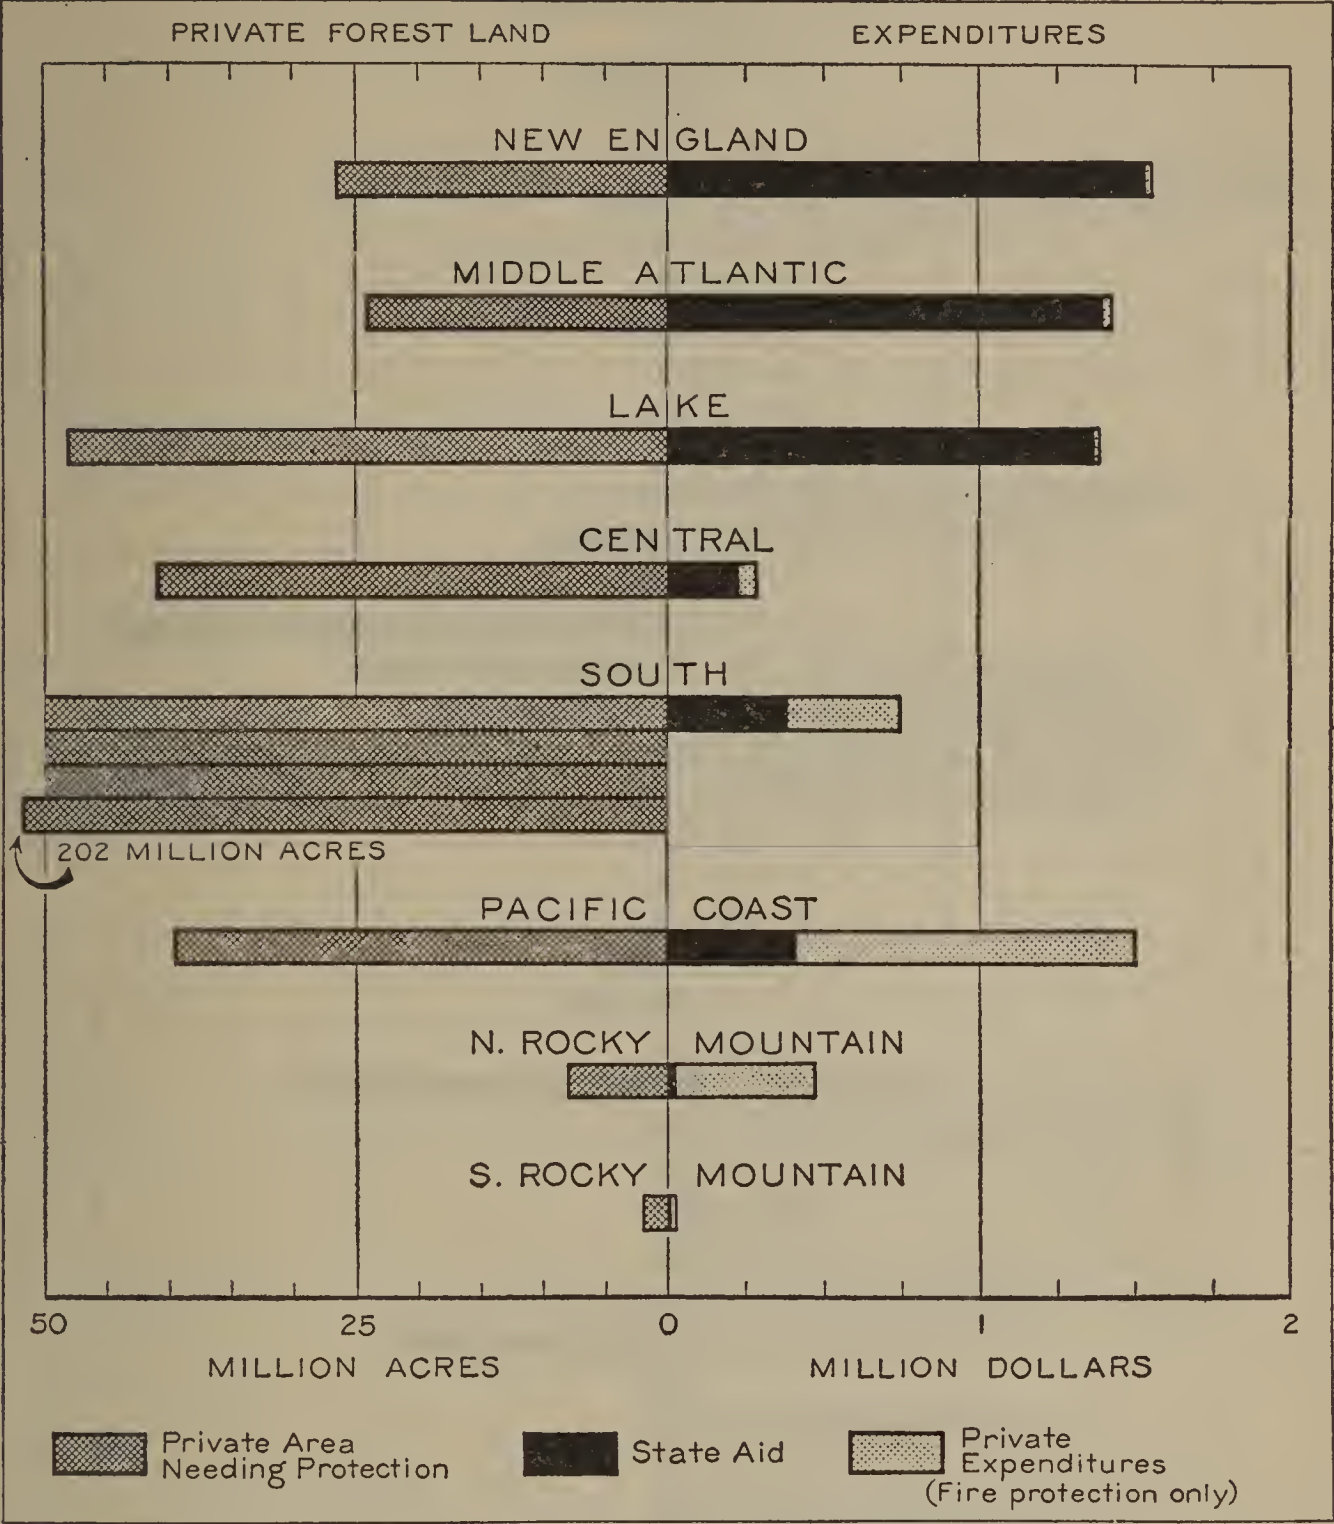 PRIVATE FOREST LAND EXPENDITURES
NEW ENGLAND
MIDDLE ATLANTIC
LAKE
CENTRAL
SOUTH
202 MILLION ACRES
PACIFIC COAST
N. ROCKY MOUNTAIN
S. ROCKY MOUNTAIN
50 25 0 1 2
MILLION ACRES MILLION DOLLARS
Private Area
Needing Protection
State Aid
Private
Expenditures
(Fire protection only)